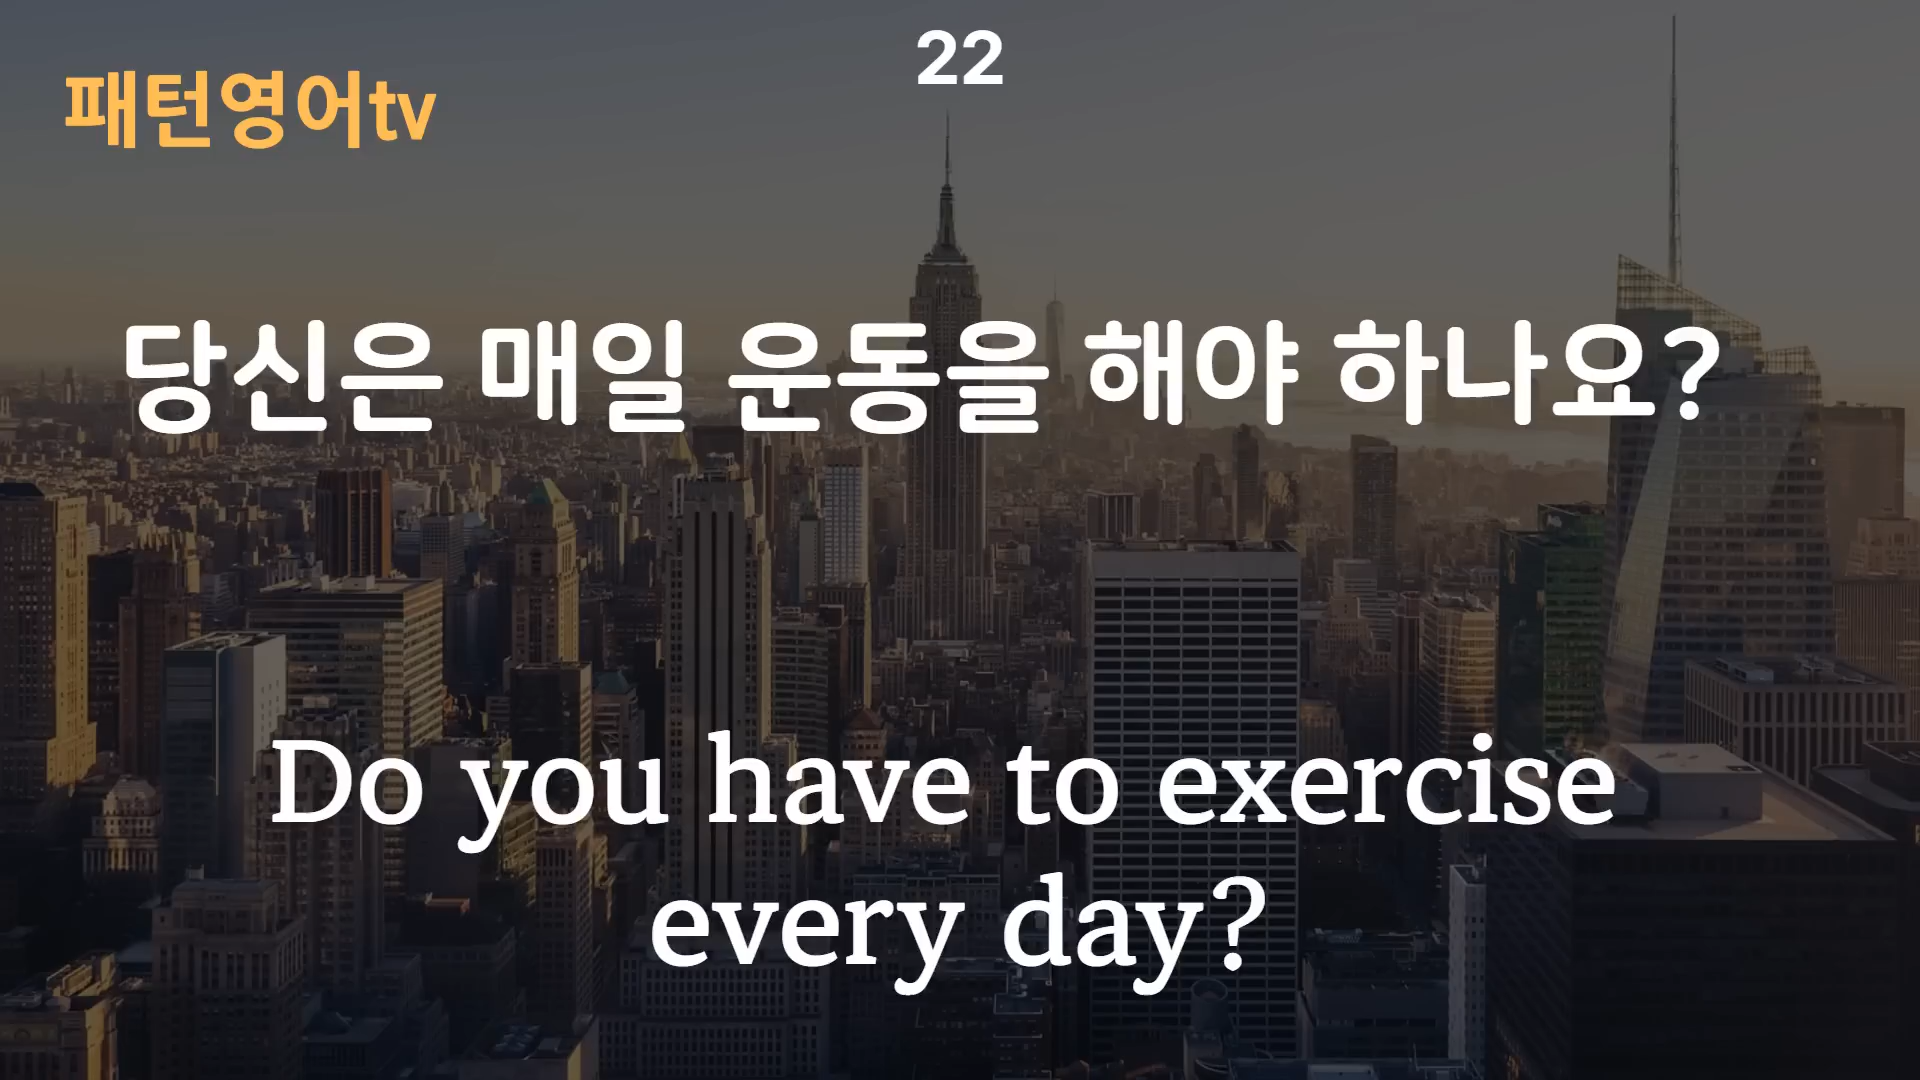 22
패턴영어tv
당신은 매일 운동을 해야 하나요?
Do you have to exercise
every day?